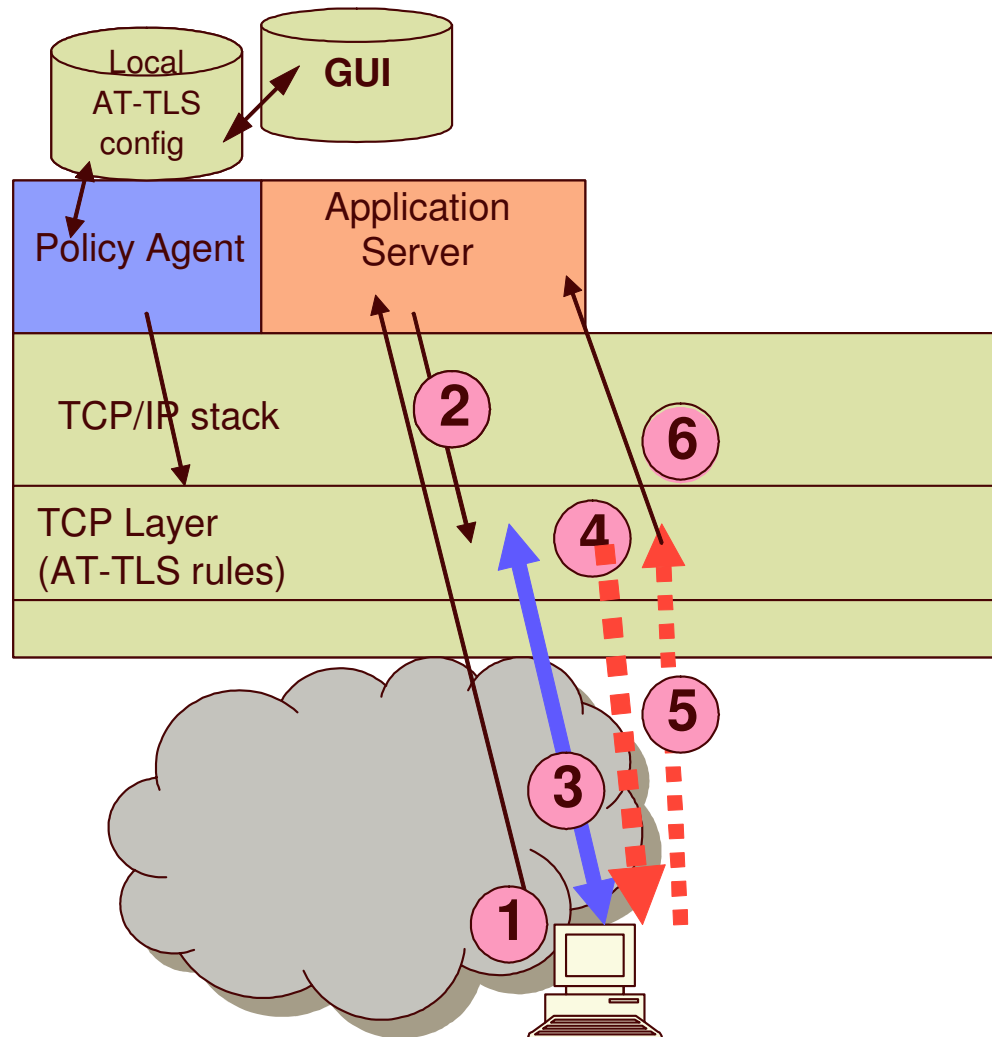 Local
AT-TLS
config
GUI
Policy Agent
Application
Server
2
TCP/IP stack
6
TCP Layer
(AT-TLS rules)
4
5
3
1